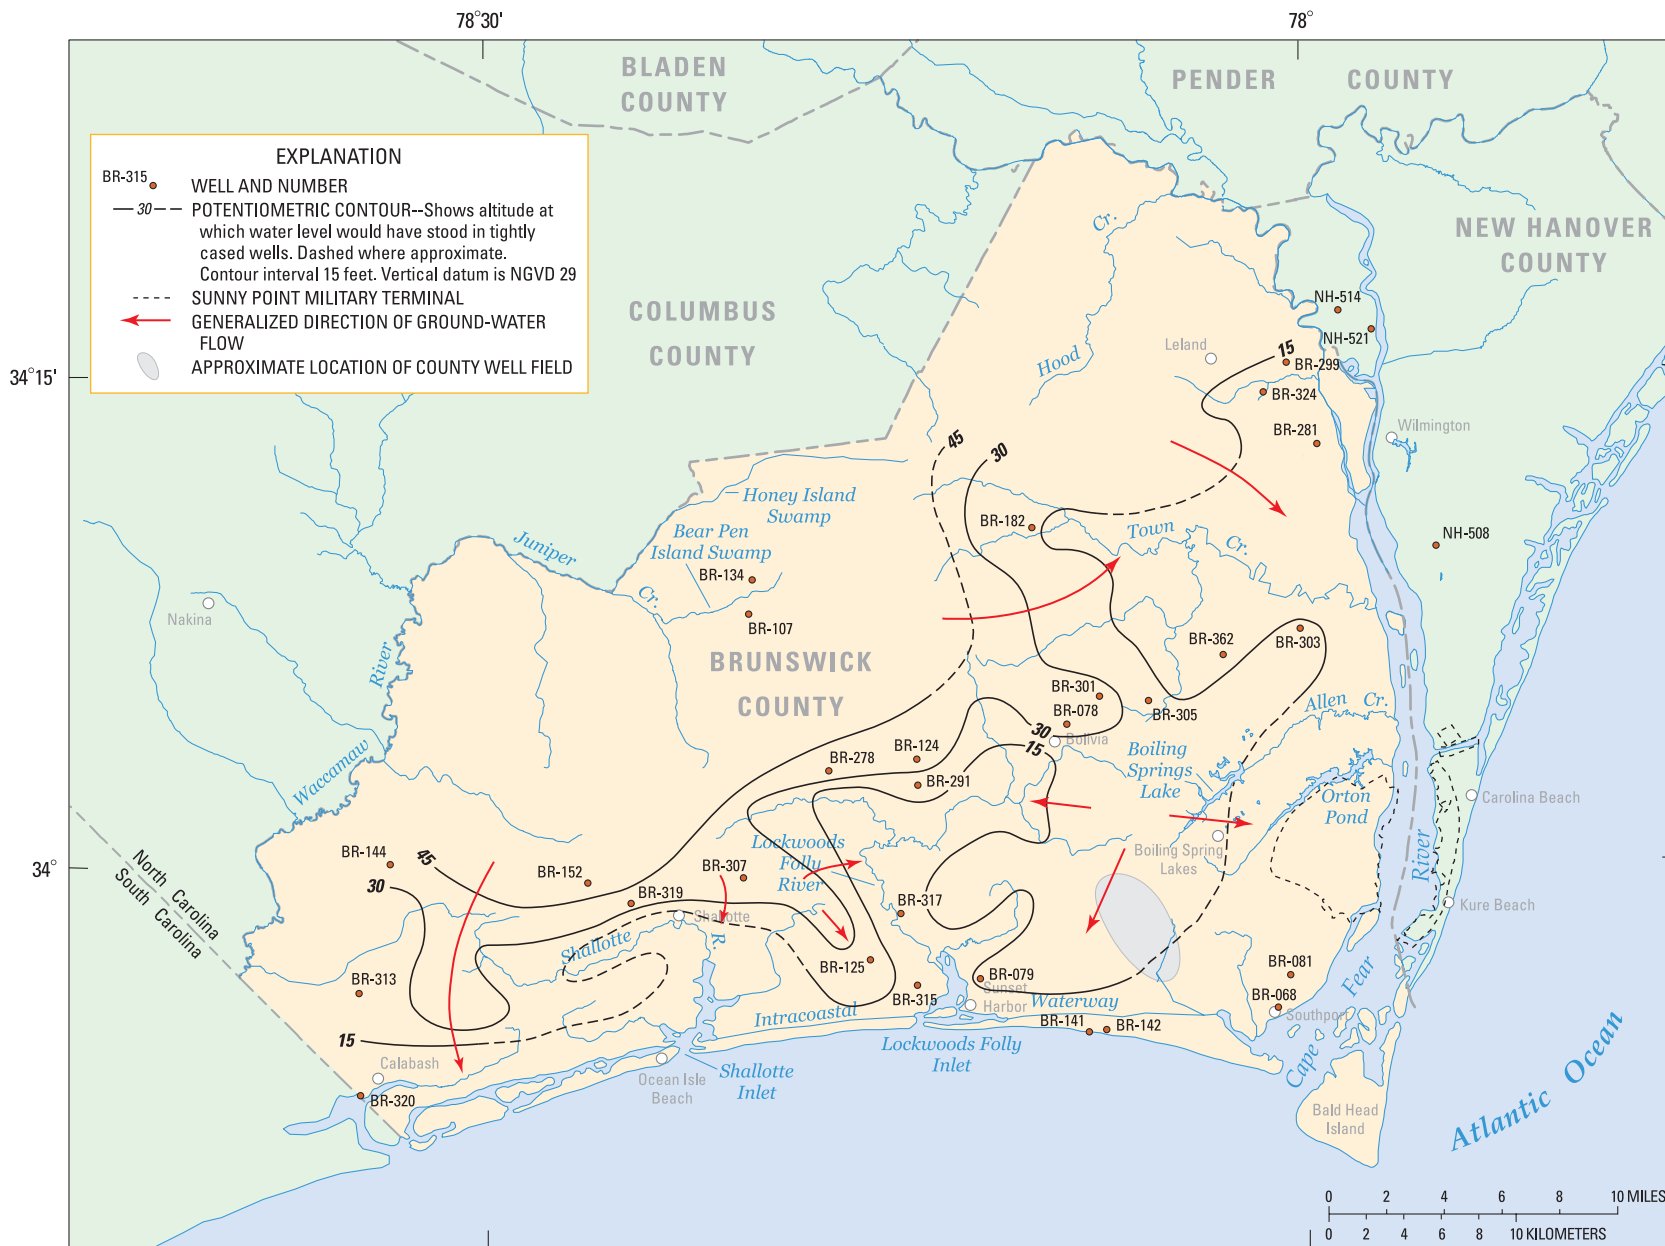 78°30'
78°
BLADEN
COUNTY
PENDER COUNTY
EXPLANATION
BR-315
WELL AND NUMBER
30
POTENTIOMETRIC CONTOUR--Shows altitude at
which water level would have stood in tightly
cased wells. Dashed where approximate.
Contour interval 15 feet. Vertical datum is NGVD 29
SUNNY POINT MILITARY TERMINAL
GENERALIZED DIRECTION OF GROUND-WATER
FLOW
APPROXIMATE LOCATION OF COUNTY WELL FIELD
NEW HANOVER
COUNTY
COLUMBUS
COUNTY
Hood
Cr.
NH-514
NH-521
Leland
15
BR-299
BR-324
BR-281
34°15'
Wilmington
45
30
Honey Island
Swamp
Bear Pen
Island Swamp
Juniper
Cr.
BR-182
Town
Cr.
NH-508
BR-134
BR-107
Nakina
BRUNSWICK
COUNTY
BR-362
BR-303
BR-301
BR-078
BR-305
Allen Cr.
30
Bolivia
15
Waccamaw
River
BR-278
BR-124
BR-291
Boiling
Springs
Lake
Orton
Pond
Carolina Beach
34°
BR-144
45
30
BR-152
BR-319
BR-307
Lockwoods
Folly
River
Boiling Spring
Lakes
River
North Carolina
South Carolina
Shallotte
Shallotte
R.
BR-317
Kure Beach
BR-313
BR-125
BR-315
BR-079
Sunset
Harbor
BR-081
BR-068
Southport
Cape
Fear
15
Intracoastal
Waterway
BR-141
BR-142
Calabash
BR-320
Ocean Isle
Beach
Shallotte
Inlet
Lockwoods Folly
Inlet
Bald Head
Island
Atlantic Ocean
0 2 4 6 8 10 MILES
0 2 4 6 8 10 KILOMETERS